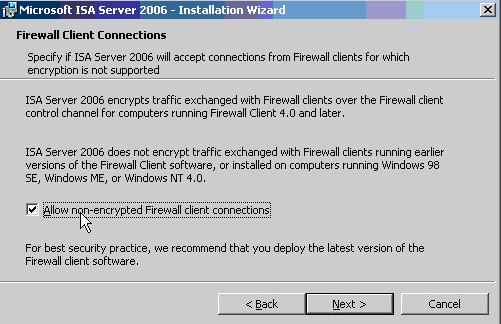 Microsoft ISA Server 2006 - Installation Wizard
Firewall Client Connections
Specify if ISA Server 2006 will accept connections from Firewall clients for which
encryption is not supported
ISA Server 2006 encrypts traffic exchanged with Firewall clients over the Firewall client
control channel for computers running Firewall Client 4.0 and later.
ISA Server 2006 does not encrypt traffic exchanged with Firewall clients running earlier
versions of the Firewall Client software, or installed on computers running Windows 98
SE, Windows ME, or Windows NT 4.0.
Allow non-encrypted Firewall client connections
For best security practice, we recommend that you deploy the latest version of the
Firewall client software.
< Back Next > Cancel